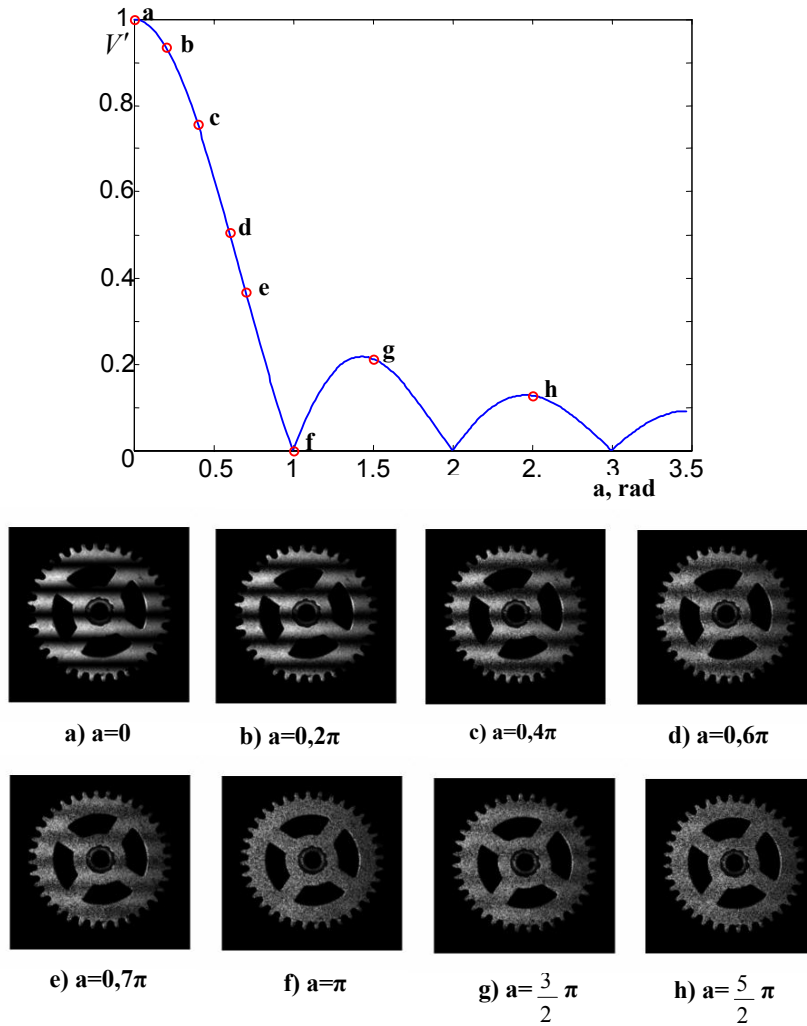 1 a
V′
b
0.8
c
0.6
d
0.4
e
0.2
g
h
f
0
0.5 1 1.5 2 2. 3 3.5
a, rad
a) a=0 b) a=0,2π c) a=0,4π d) a=0,6π
e) a=0,7π f) a=π g) a= 3/2 π h) a= 5/2 π